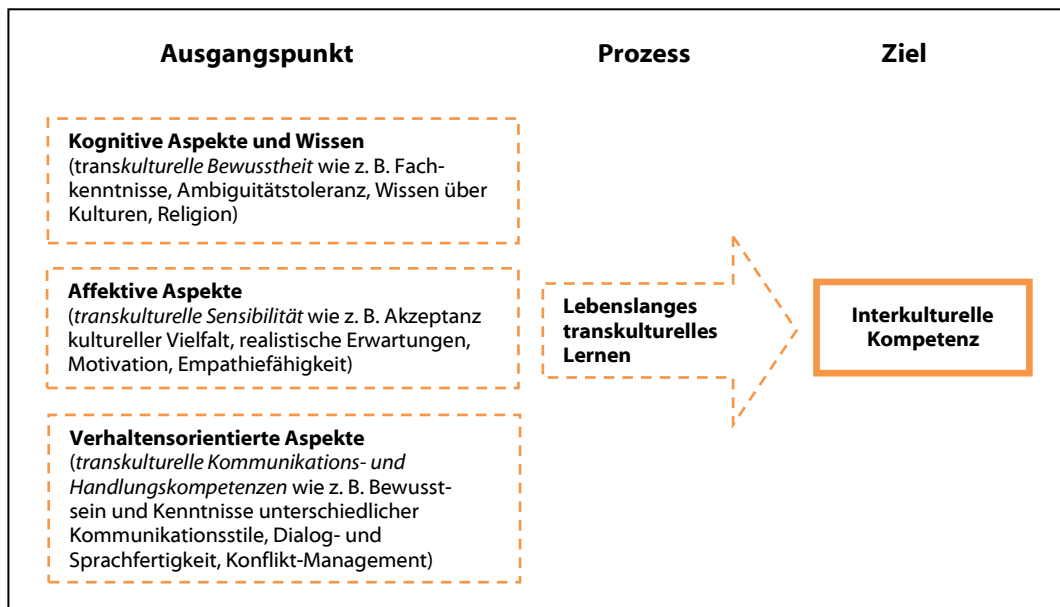 Ausgangspunkt
Prozess
Ziel
Kognitive Aspekte und Wissen
(transkulturelle Bewusstheit wie z. B. Fach-
kenntnisse, Ambiguitätstoleranz, Wissen über
Kulturen, Religion)
Affektive Aspekte
(transkulturelle Sensibilität wie z. B. Akzeptanz
kultureller Vielfalt, realistische Erwartungen,
Motivation, Empathiefähigkeit)
Verhaltensorientierte Aspekte
(transkulturelle Kommunikations- und
Handlungskompetenzen wie z. B. Bewusst-
sein und Kenntnisse unterschiedlicher
Kommunikationsstile, Dialog- und
Sprachfertigkeit, Konflikt-Management)
Lebenslanges
transkulturelles
Lernen
Interkulturelle
Kompetenz